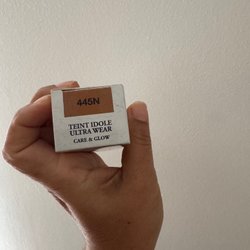 445N
TEINT IDOLE
ULTRA WEAR
CARE & GLOW